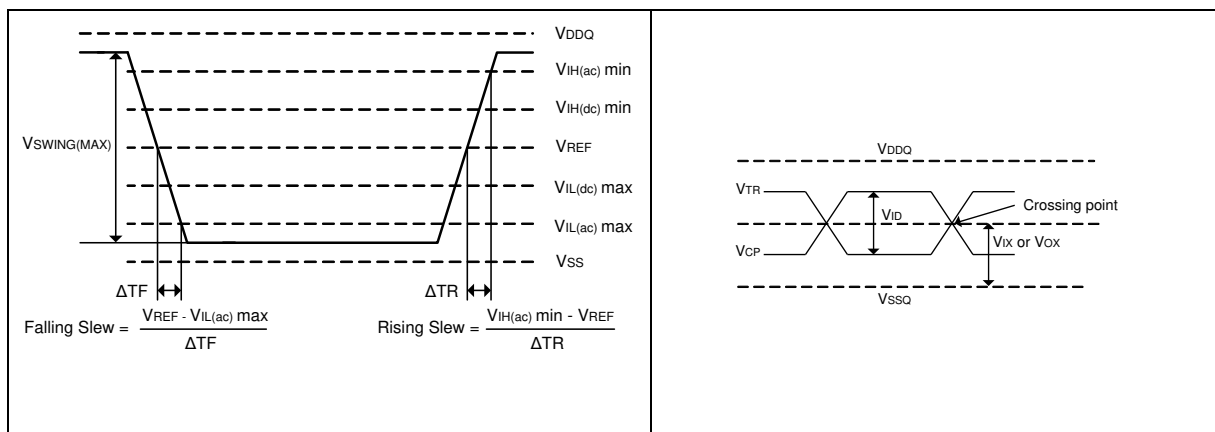 VDDQ
VIH(ac) min
VIH(dc) min
VSWING(MAX)
VREF
VIL(dc) max
VIL(ac) max
VSS
ΔTF
ΔTR
Falling Slew = VREF - VIL(ac) max
ΔTF
Rising Slew = VIH(ac) min - VREF
ΔTR
VDDQ
VTR
VID
Crossing point
VCP
VIX or VOX
VSSQ